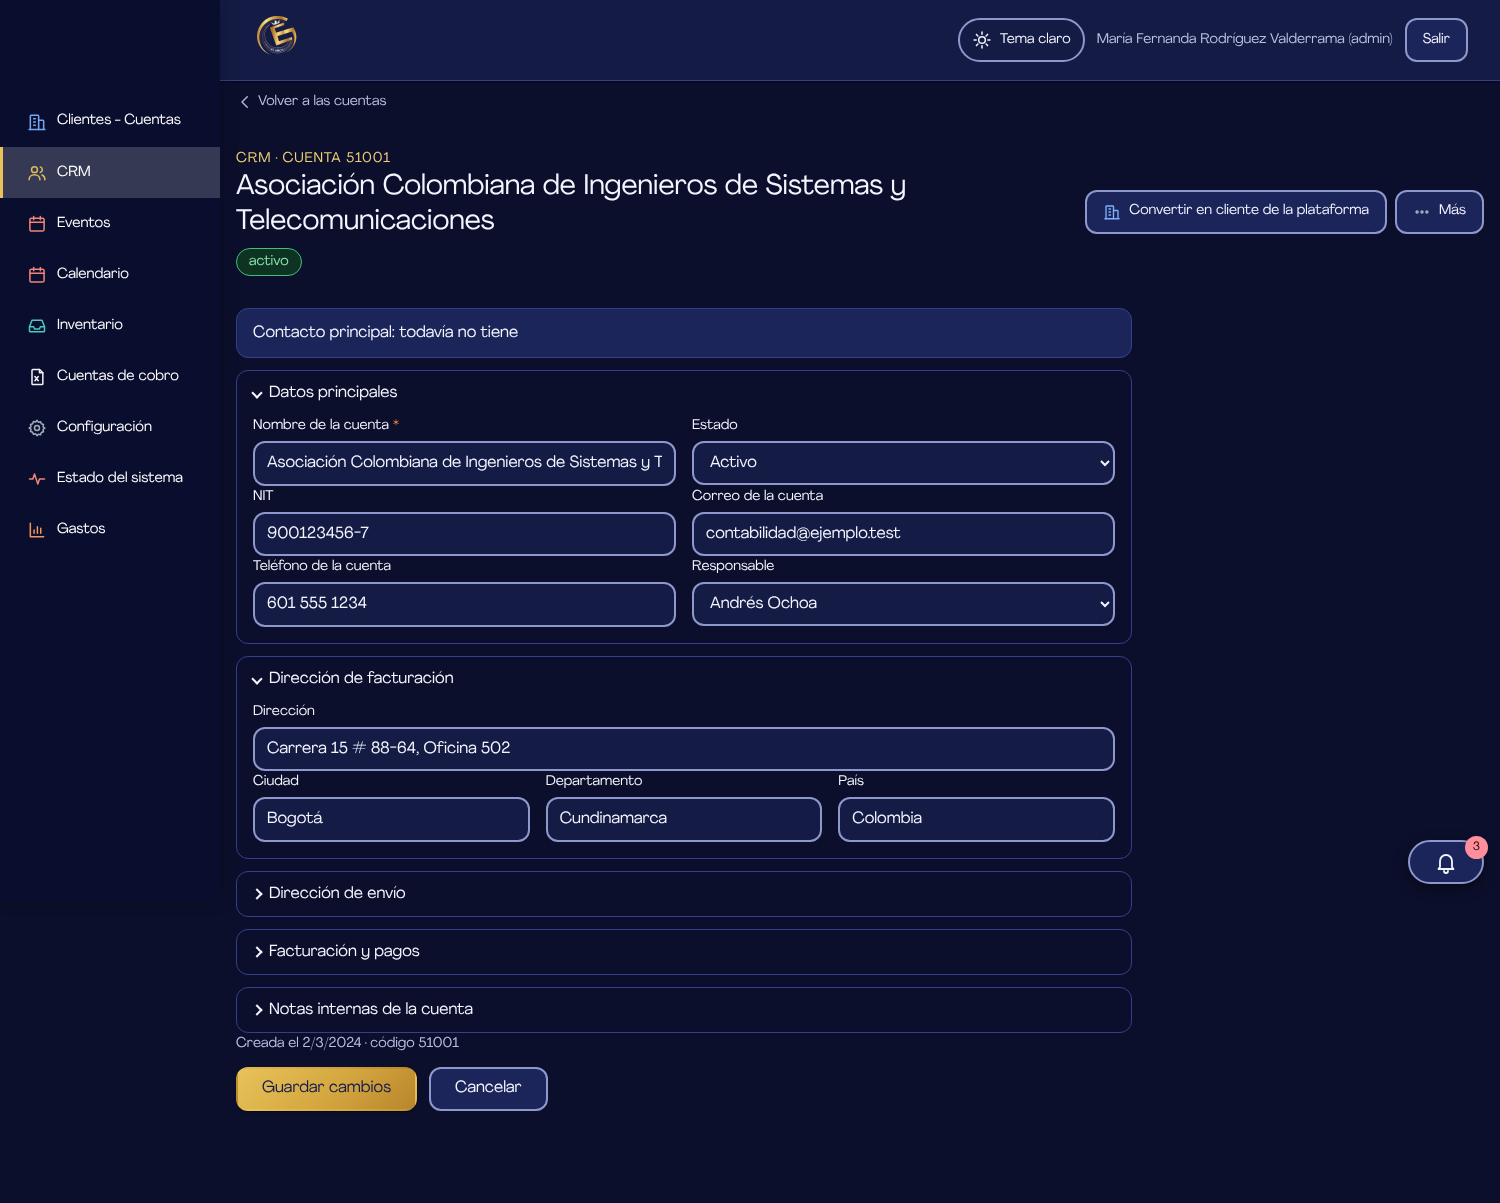 Tema claro
María Fernanda Rodríguez Valderrama (admin)
Salir
Clientes - Cuentas
CRM
Eventos
Calendario
Inventario
Cuentas de cobro
Configuración
Estado del sistema
Gastos
Volver a las cuentas
CRM · CUENTA 51001
Asociación Colombiana de Ingenieros de Sistemas y
Telecomunicaciones
activo
Convertir en cliente de la plataforma
Más
Contacto principal: todavía no tiene
Datos principales
Nombre de la cuenta *
Estado
Asociación Colombiana de Ingenieros de Sistemas y T
Activo
NIT
Correo de la cuenta
900123456-7
contabilidad@ejemplo.test
Teléfono de la cuenta
Responsable
601 555 1234
Andrés Ochoa
Dirección de facturación
Dirección
Carrera 15 # 88-64, Oficina 502
Ciudad
Departamento
País
Bogotá
Cundinamarca
Colombia
3
Dirección de envío
Facturación y pagos
Notas internas de la cuenta
Creada el 2/3/2024 · código 51001
Guardar cambios
Cancelar